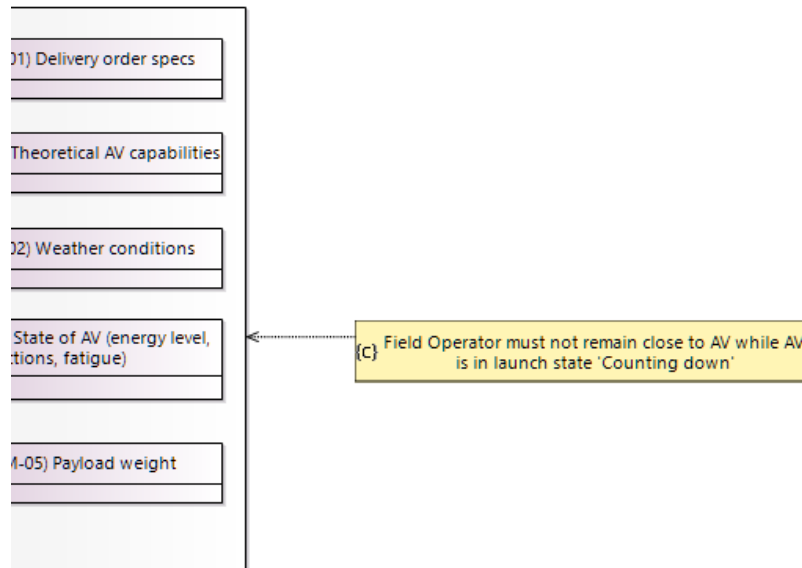 01) Delivery order specs
Theoretical AV capabilities
02) Weather conditions
State of AV (energy level,
ctions, fatigue)
{c} Field Operator must not remain close to AV while AV
is in launch state 'Counting down'
M-05) Payload weight